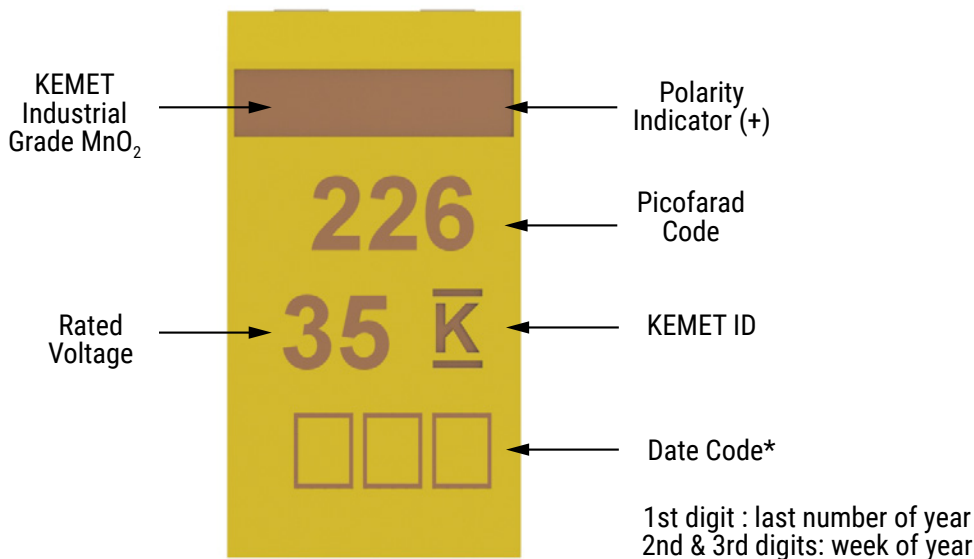 KEMET
Industrial
Grade MnO₂
Polarity
Indicator (+)
226
Picofarad
Code
Rated
Voltage
35 K
KEMET ID
Date Code*
1st digit : last number of year
2nd & 3rd digits: week of year